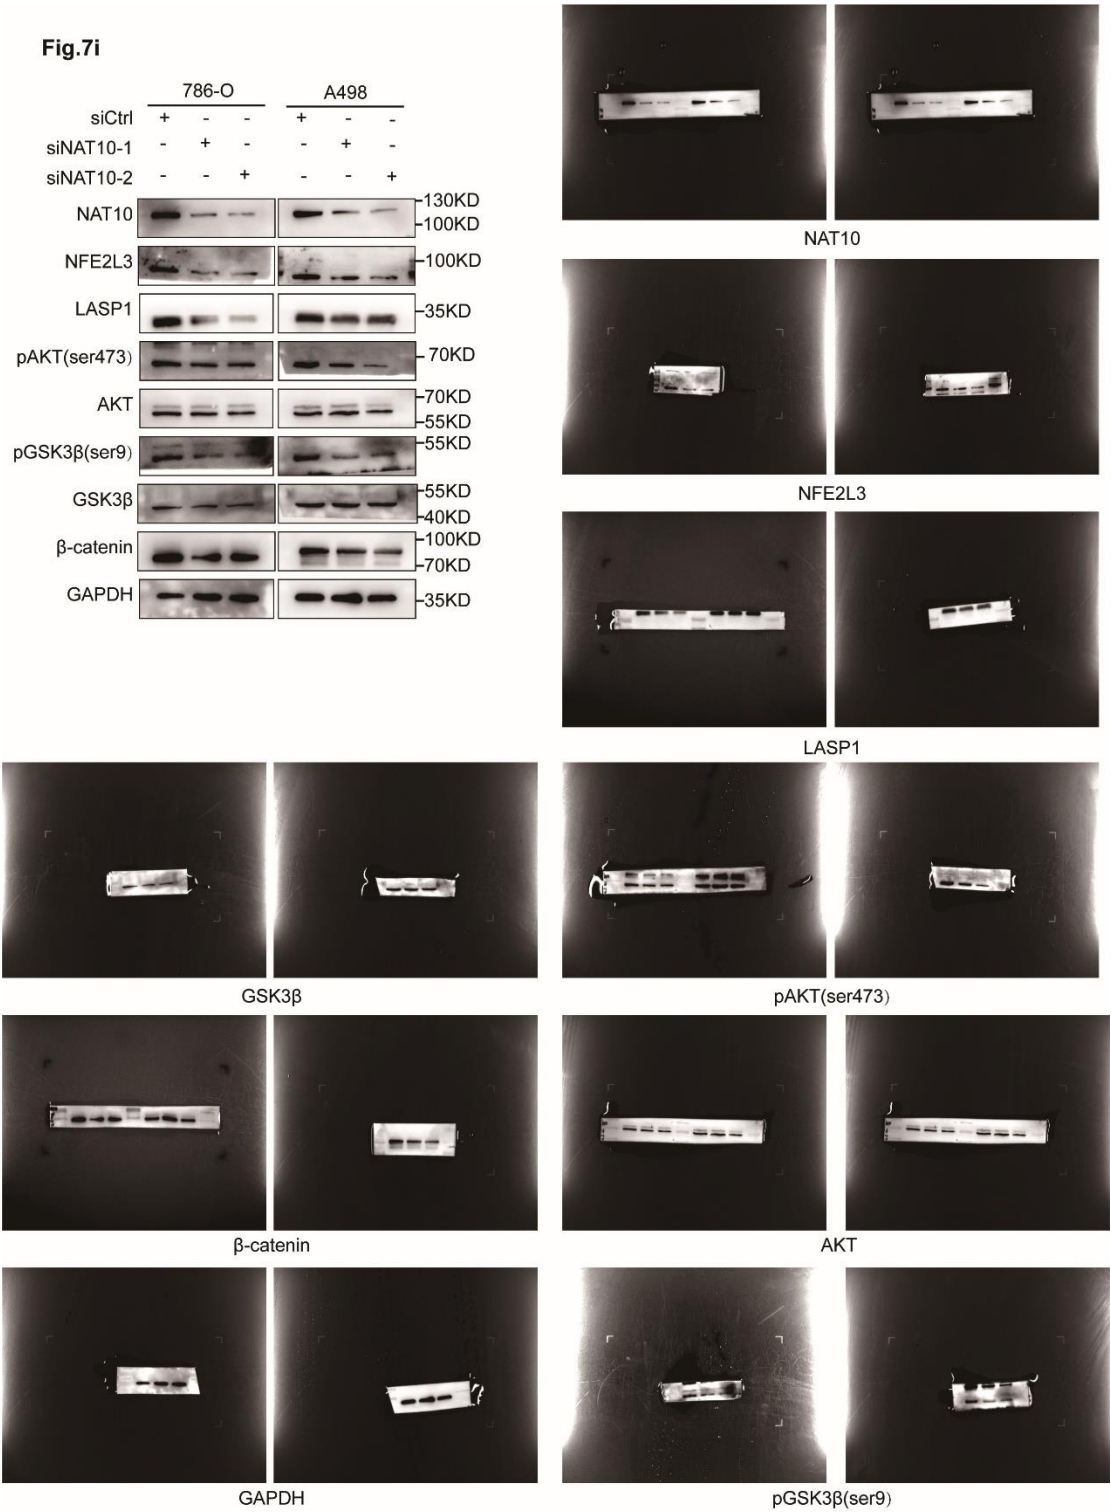 Fig.7i
786-O A498
siCtrl + - - + - -
siNAT10-1 - + - - + -
siNAT10-2 - - + - - +
NAT10 -130KD
-100KD
NFE2L3 -100KD
LASP1 -35KD
pAKT(ser473) -70KD
AKT -70KD
-55KD
pGSK3β(ser9) -55KD
GSK3β -55KD
-40KD
β-catenin -100KD
-70KD
GAPDH -35KD
NAT10
NFE2L3
LASP1
GSK3β
pAKT(ser473)
β-catenin
AKT
GAPDH
pGSK3β(ser9)